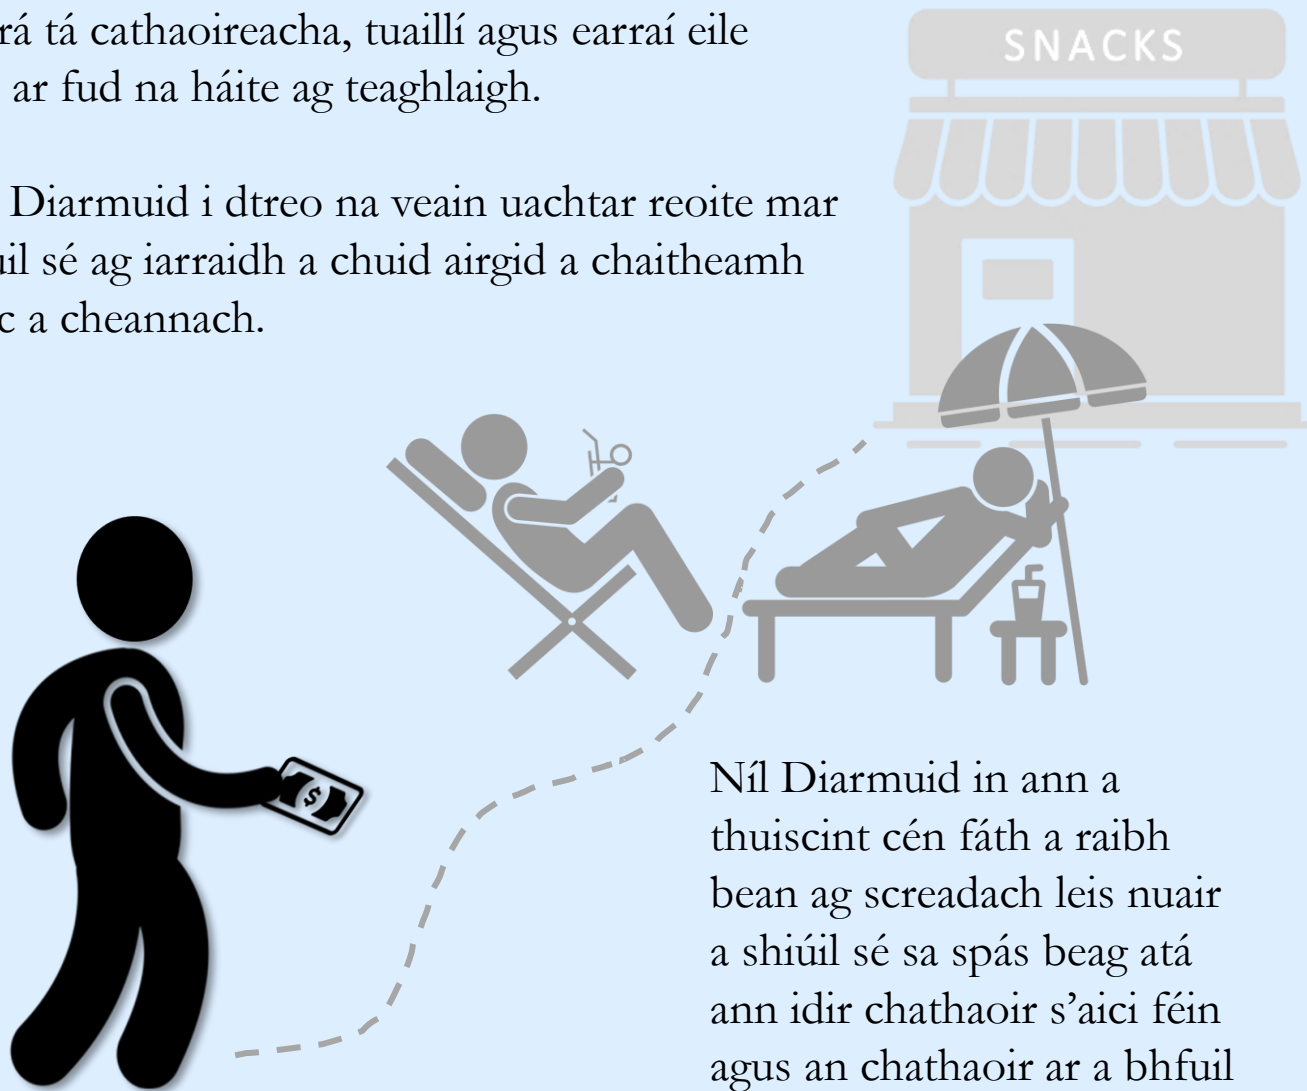 rá tá cathaoireacha, tuaillí agus earraí eile
ar fud na háite ag teaghlaigh.
SNACKS
Diarmuid i dtreo na veain uachtar reoite mar
uil sé ag iarraidh a chuid airgid a chaitheamh
c a cheannach.
$
Níl Diarmuid in ann a
thuiscint cén fáth a raibh
bean ag screadach leis nuair
a shiúil sé sa spás beag atá
ann idir chathaoir s’aici féin
agus an chathaoir ar a bhfuil